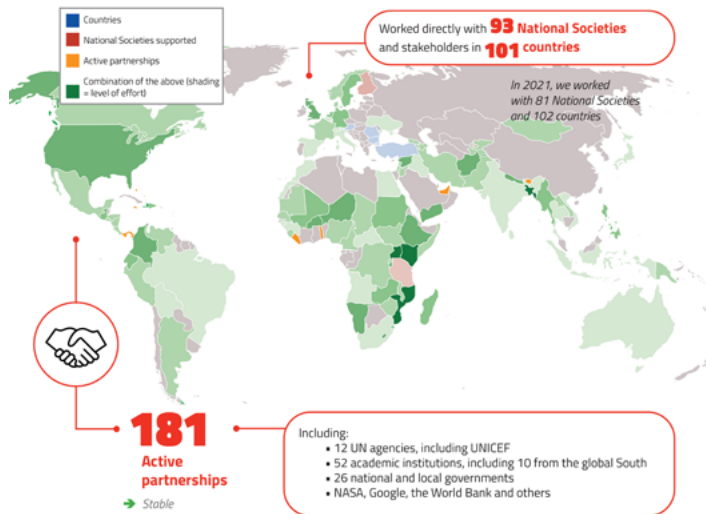 Countries
National Societies supported
Active partnerships
Combination of the above (shading
= level of effort)
Worked directly with 93 National Societies
and stakeholders in 101 countries
In 2021, we worked
with 81 National Societies
and 102 countries
181
Active
partnerships
➔ Stable
Including:
• 12 UN agencies, including UNICEF
• 52 academic institutions, including 10 from the global South
• 26 national and local governments
• NASA, Google, the World Bank and others